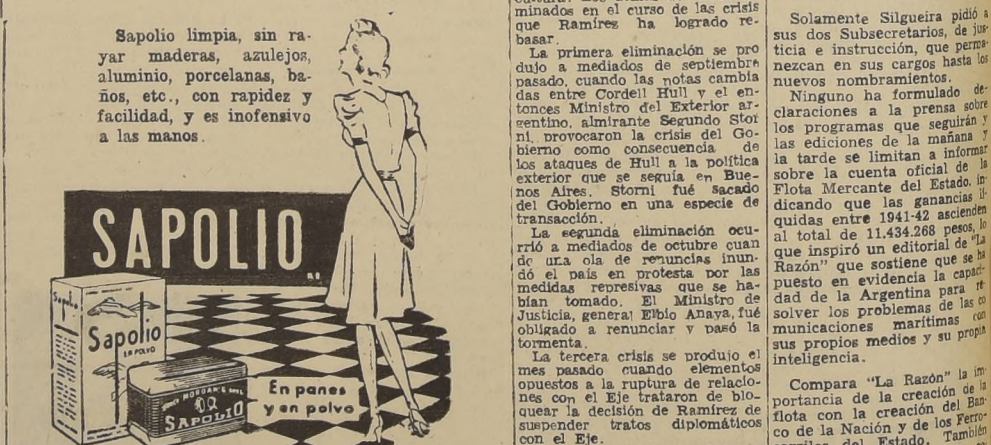 Sapolio limpia, sin ra-
yar maderas, azulejos,
aluminio, porcelanas, ba-
ños, etc., con rapidez y
facilidad, y es inofensivo
a las manos.
SAPOLIO
Sapolio
Sapolio
EN POLVO
ENOCH MORGAN'S SONS
SAPOLIO
En panes
y en polvo
minados en el curso de las crisis
que Ramírez ha logrado re-
basar.
La primera eliminación se pro
dujo a mediados de septiembre
pasado, cuando las notas cambia
das entre Cordell Hull y el en-
tonces Ministro del Exterior ar-
gentino, almirante Segundo Stor
ni, provocaron la crisis del Go-
bierno como consecuencia de
los ataques de Hull a la política
exterior que se seguía en Bue-
nos Aires. Storni fué sacado
del Gobierno en una especie de
transacción.
La segunda eliminación ocu-
rrió a mediados de octubre cuan
do una ola de renuncias inun-
dó el país en protesta por las
medidas represivas que se ha-
bían tomado. El Ministro de
Justicia, general Elbio Anaya, fué
obligado a renunciar y pasó la
tormenta.
La tercera crisis se produjo el
mes pasado cuando elementos
opuestos a la ruptura de relacio-
nes con el Eje trataron de blo-
quear la decisión de Ramírez de
suspender tratos diplomáticos
con el Eje.
Solamente Silgueira pidió a
sus dos Subsecretarios, de jus-
ticia e instrucción, que perma-
nezcan en sus cargos hasta los
nuevos nombramientos.
Ninguno ha formulado de-
claraciones a la prensa sobre
los programas que seguirán y
las ediciones de la mañana y
la tarde se limitan a informar
sobre la cuenta oficial de la
Flota Mercante del Estado, in-
dicando que las ganancias lí-
quidas entre 1941-42 ascienden
al total de 11.434.268 pesos, lo
que inspiró un editorial de "La
Razón" que sostiene que se ha
puesto en evidencia la capaci-
dad de la Argentina para re-
solver los problemas de las co
municaciones marítimas con
sus propios medios y su propia
inteligencia.
Compara "La Razón" la im-
portancia de la creación de la
flota con la creación del Ban-
co de la Nación y de los Ferro-
carriles del Estado. También